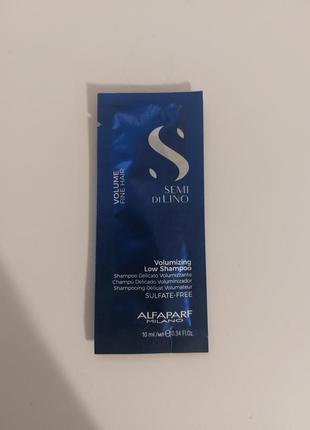 VOLUME
FINE HAIR
SEMI
DI LINO
Volumizing
Low Shampoo
Shampoo Delicato Volumizzante
Champú Delicado Voluminizador
Shampooing Délicat Volumateur
SULFATE-FREE
ALFAPARF
MILANO
10 ml/мл ℮ 0.34 Fl.Oz.